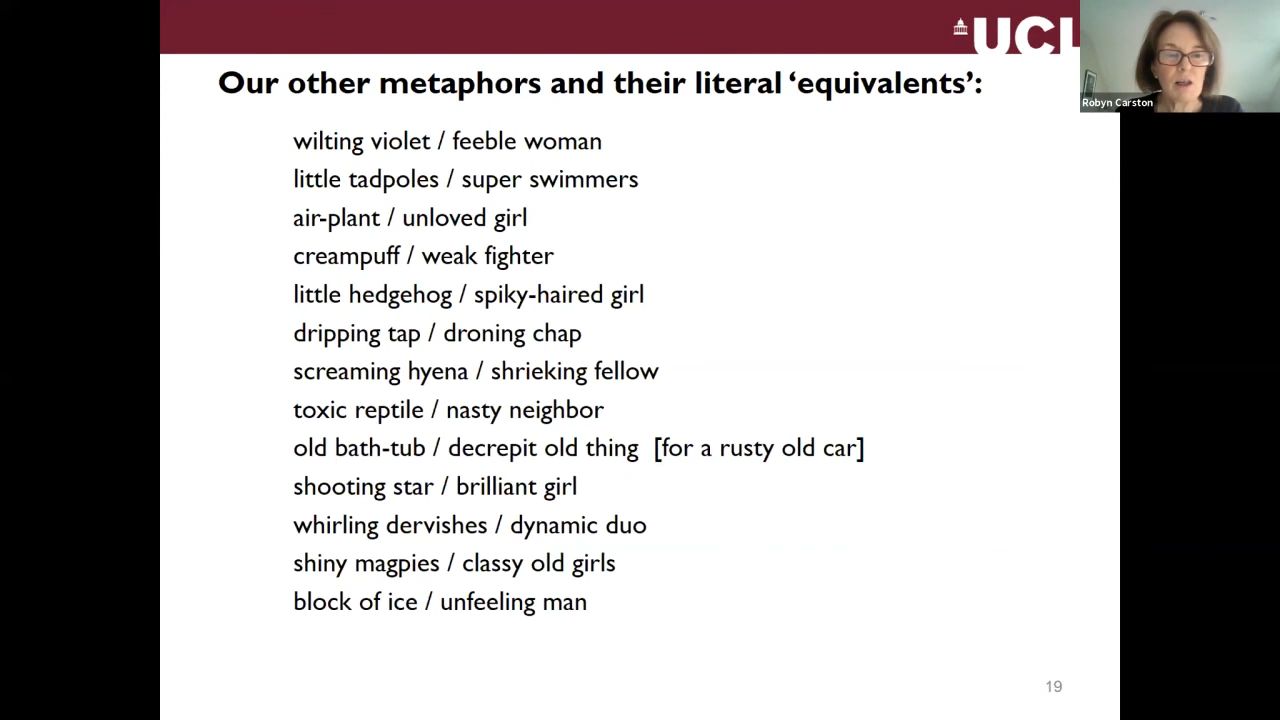 UCL
Our other metaphors and their literal ‘equivalents’:
Robyn Carston
wilting violet / feeble woman
little tadpoles / super swimmers
air-plant / unloved girl
creampuff / weak fighter
little hedgehog / spiky-haired girl
dripping tap / droning chap
screaming hyena / shrieking fellow
toxic reptile / nasty neighbor
old bath-tub / decrepit old thing [for a rusty old car]
shooting star / brilliant girl
whirling dervishes / dynamic duo
shiny magpies / classy old girls
block of ice / unfeeling man
19